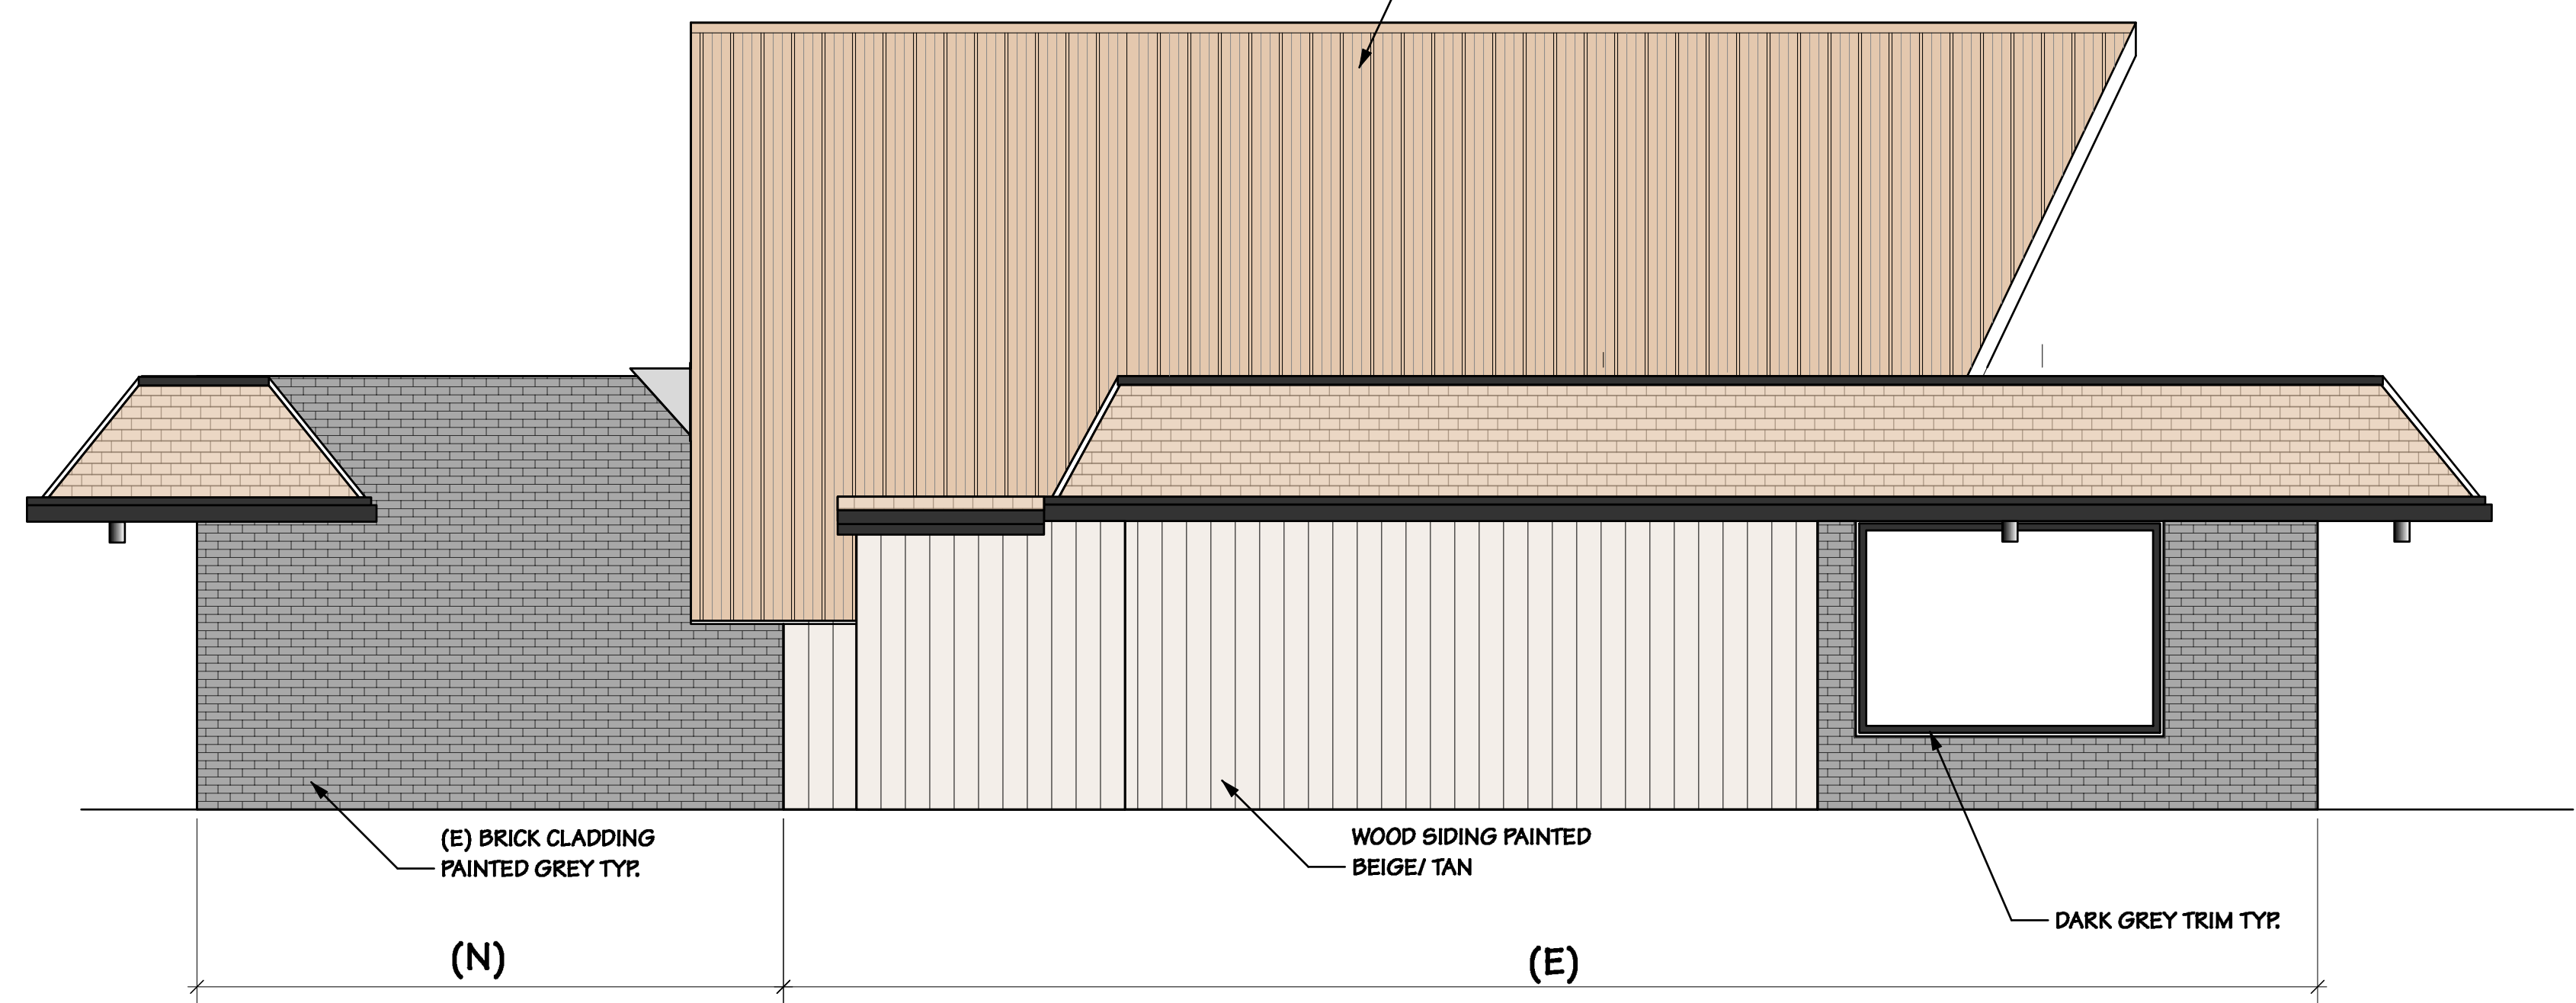 (E) BRICK CLADDING
PAINTED GREY TYP.
WOOD SIDING PAINTED
BEIGE/ TAN
DARK GREY TRIM TYP.
(N)
(E)